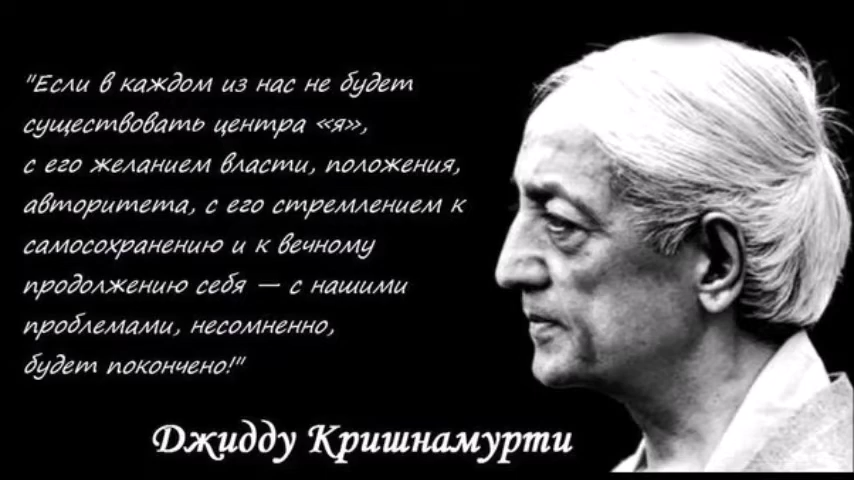 "Если в каждом из нас не будет
существовать центра «я»,
с его желанием власти, положения,
авторитета, с его стремлением к
самосохранению и к вечному
продолжению себя — с нашими
проблемами, несомненно,
будет покончено!"
Джидду Кришнамурти